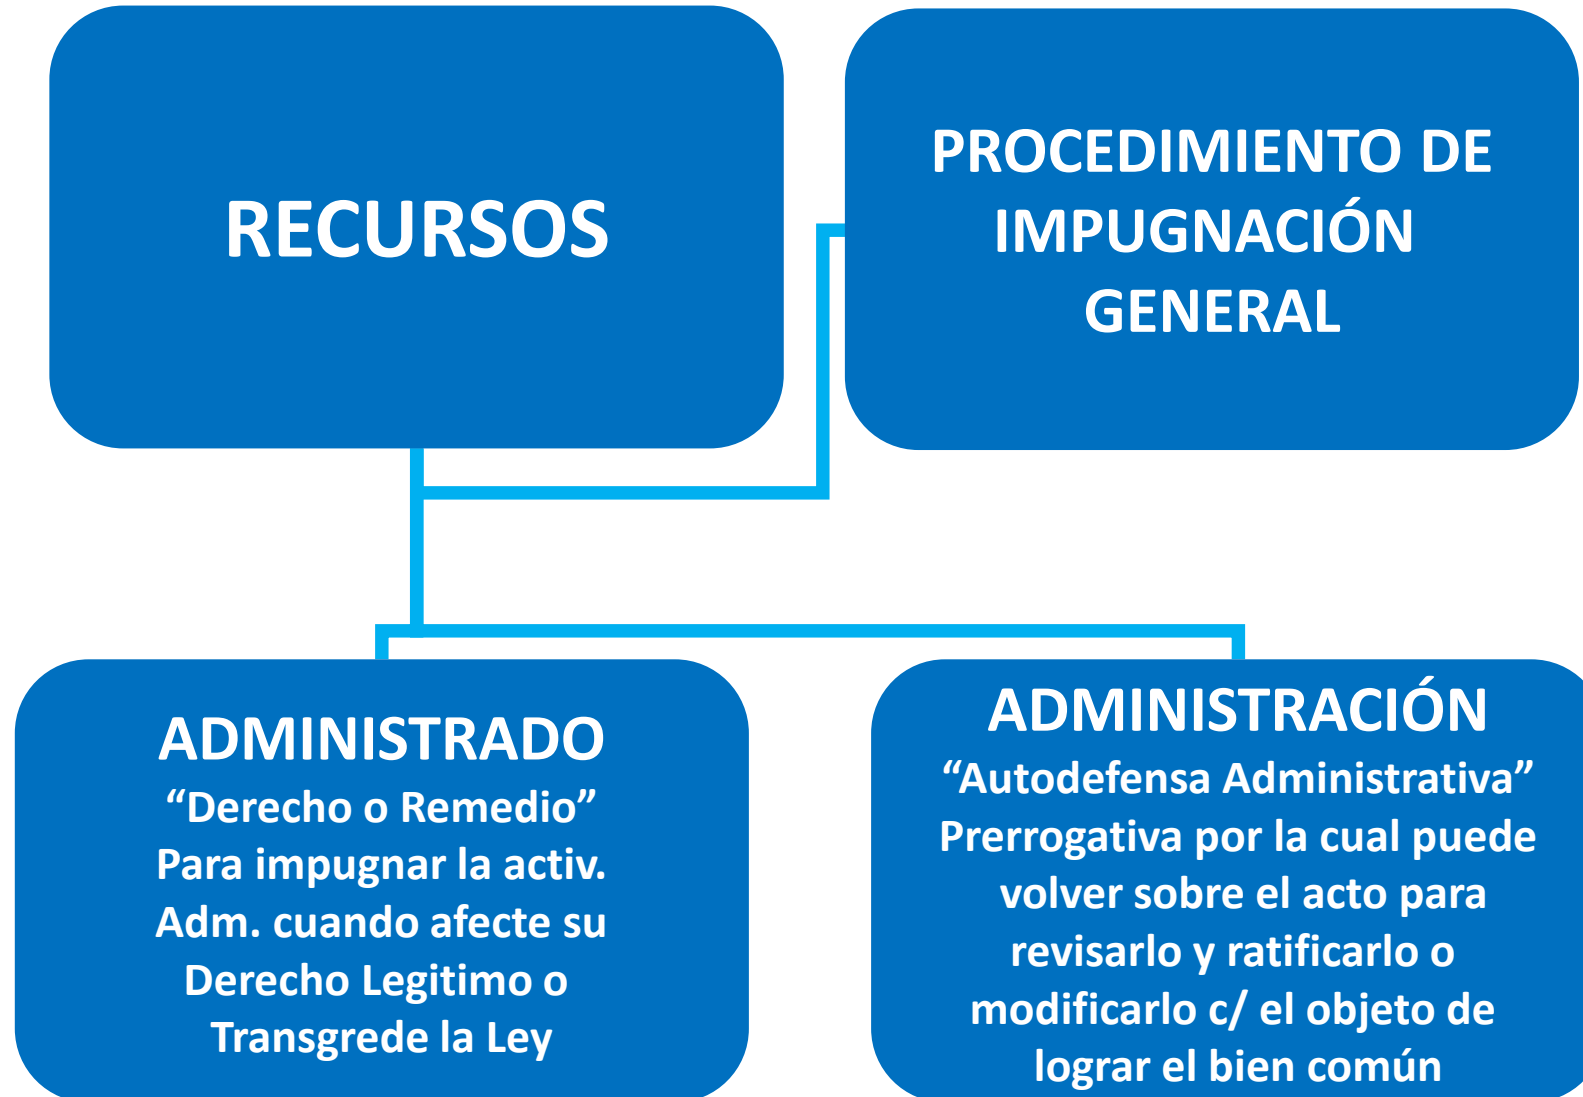 RECURSOS
PROCEDIMIENTO DE
IMPUGNACIÓN
GENERAL
ADMINISTRADO
“Derecho o Remedio”
Para impugnar la activ.
Adm. cuando afecte su
Derecho Legitimo o
Transgrede la Ley
ADMINISTRACIÓN
“Autodefensa Administrativa”
Prerrogativa por la cual puede
volver sobre el acto para
revisarlo y ratificarlo o
modificarlo c/ el objeto de
lograr el bien común